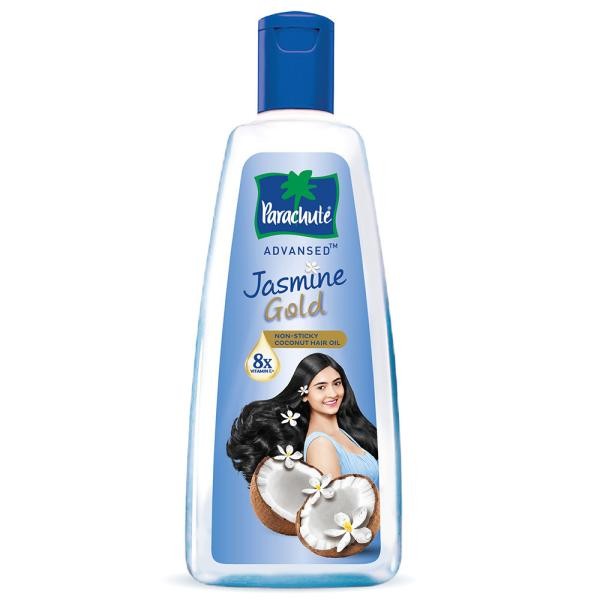 Parachute®
ADVANSED™
Jasmine
Gold
NON-STICKY
COCONUT HAIR OIL
8x
VITAMIN E*